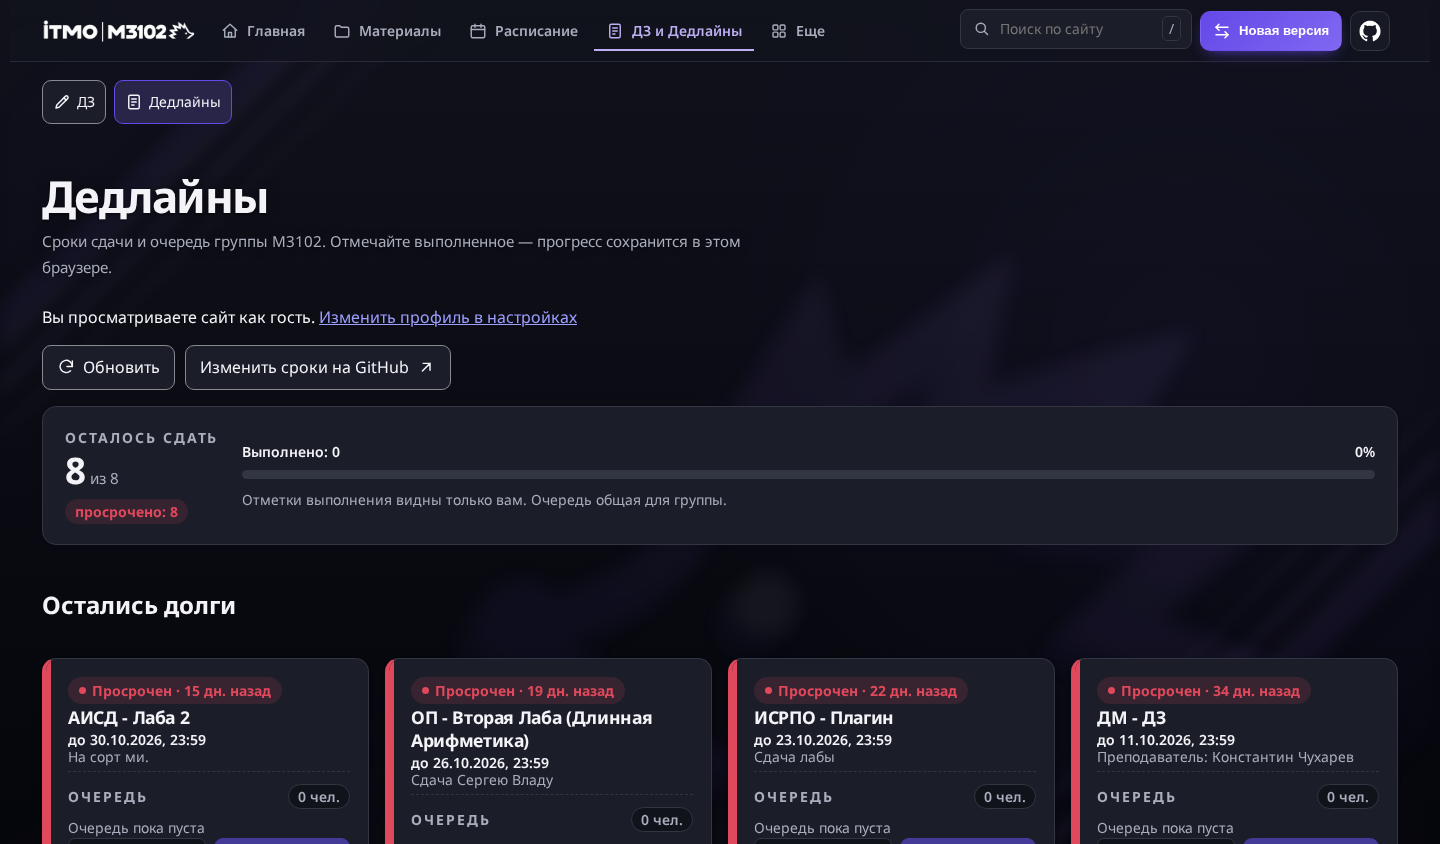 iTMO | M3102
Главная
Материалы
Расписание
ДЗ и Дедлайны
Еще
Поиск по сайту
/
Новая версия
ДЗ
Дедлайны
Дедлайны
Сроки сдачи и очередь группы M3102. Отмечайте выполненное — прогресс сохранится в этом
браузере.
Вы просматриваете сайт как гость. Изменить профиль в настройках
Обновить
Изменить сроки на GitHub
ОСТАЛОСЬ СДАТЬ
8 из 8
просрочено: 8
Выполнено: 0
0%
Отметки выполнения видны только вам. Очередь общая для группы.
Остались долги
Просрочен · 15 дн. назад
АИСД - Лаба 2
до 30.10.2026, 23:59
На сорт ми.
ОЧЕРЕДЬ
0 чел.
Очередь пока пуста
Просрочен · 19 дн. назад
ОП - Вторая Лаба (Длинная
Арифметика)
до 26.10.2026, 23:59
Сдача Сергею Владу
ОЧЕРЕДЬ
0 чел.
Просрочен · 22 дн. назад
ИСРПО - Плагин
до 23.10.2026, 23:59
Сдача лабы
ОЧЕРЕДЬ
0 чел.
Очередь пока пуста
Просрочен · 34 дн. назад
ДМ - ДЗ
до 11.10.2026, 23:59
Преподаватель: Константин Чухарев
ОЧЕРЕДЬ
0 чел.
Очередь пока пуста